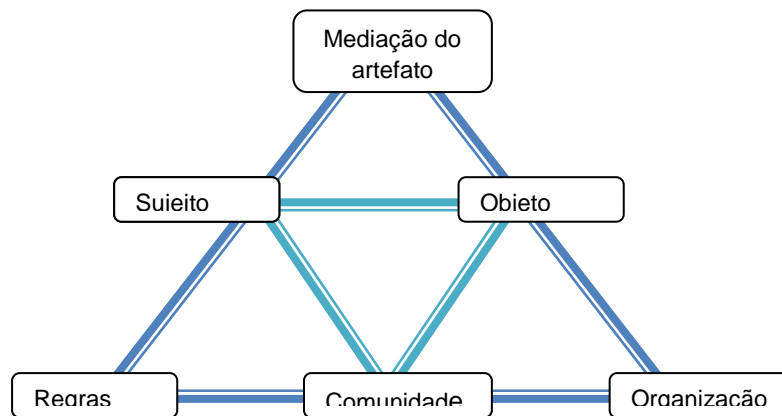 Mediação do
artefato
Sujeito
Objeto
Regras
Comunidade
Organização